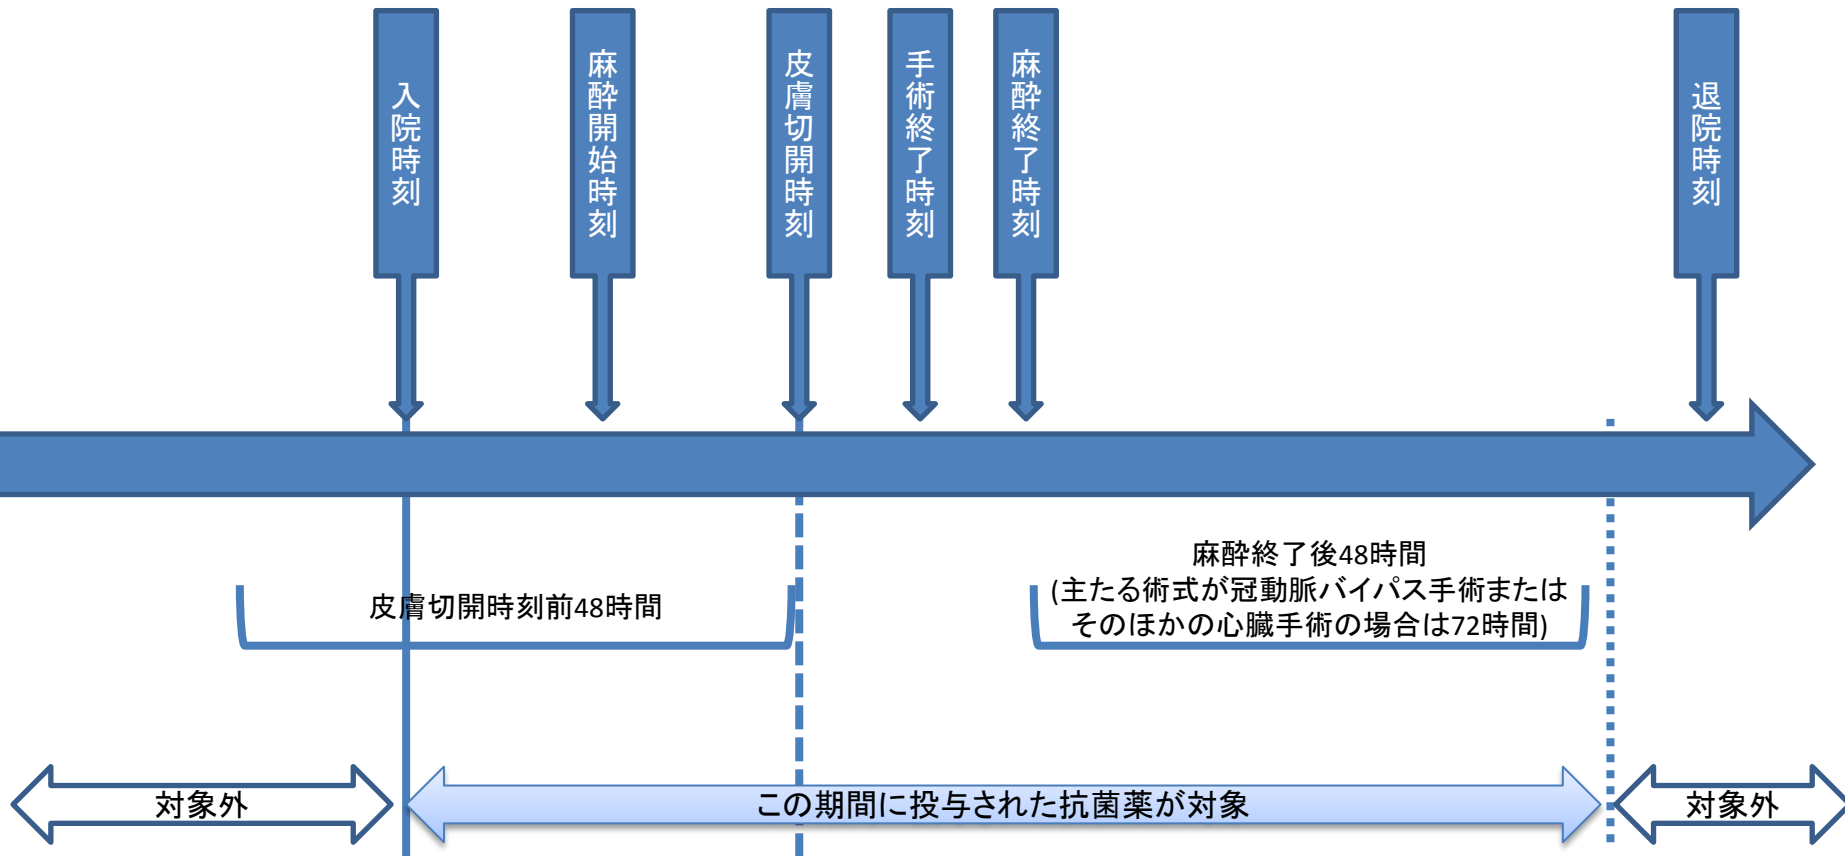 入院時刻
麻酔開始時刻
皮膚切開時刻
手術終了時刻
麻酔終了時刻
退院時刻
皮膚切開時刻前48時間
麻酔終了後48時間
(主たる術式が冠動脈バイパス手術または
そのほかの心臓手術の場合は72時間)
対象外
この期間に投与された抗菌薬が対象
対象外